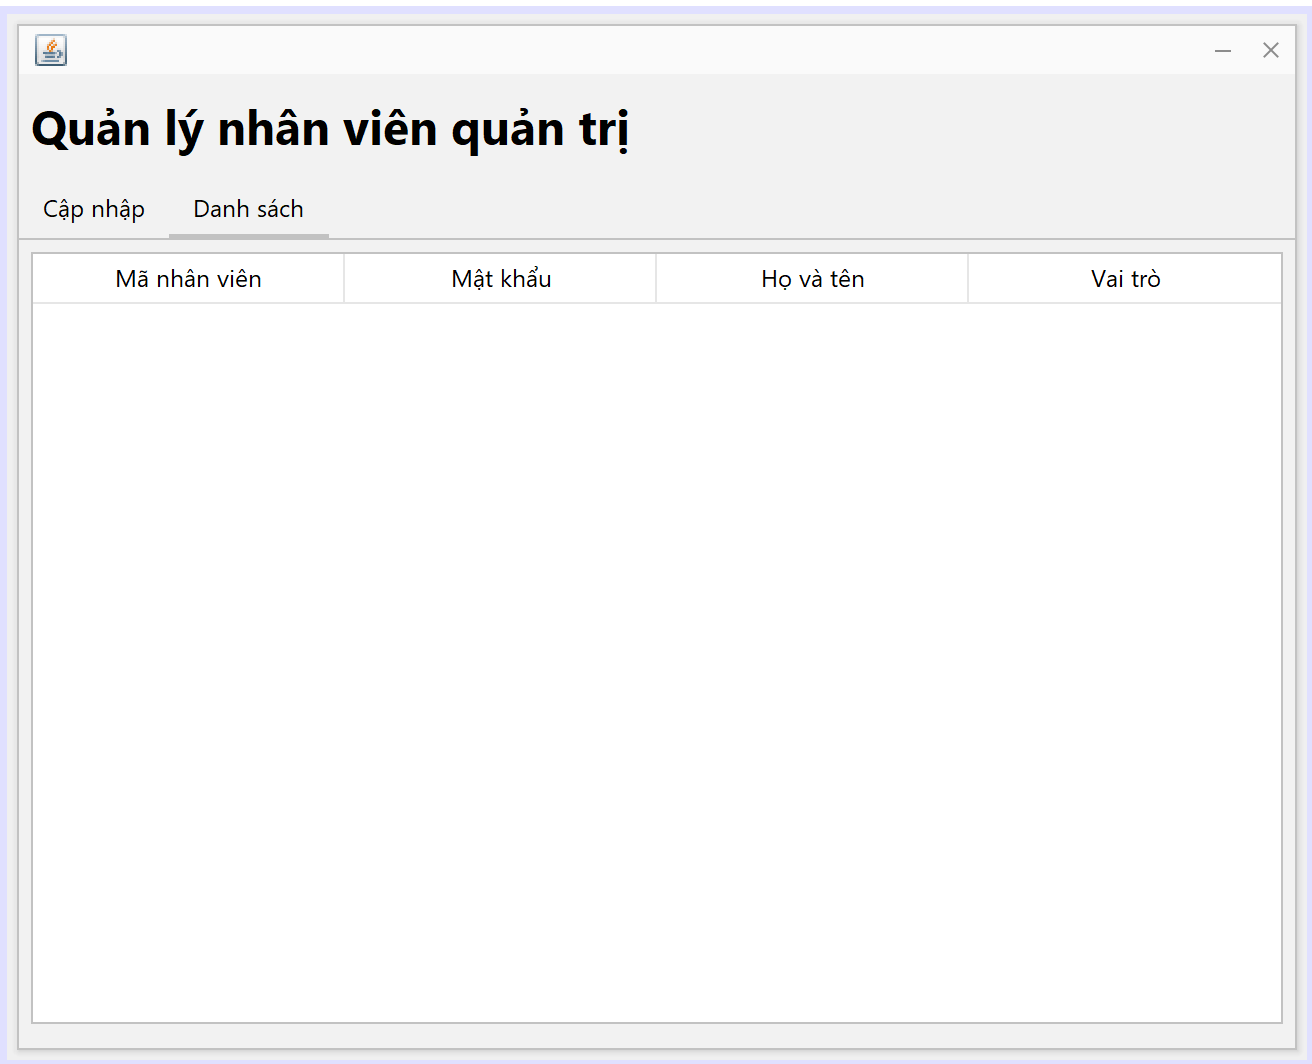 Quản lý nhân viên quản trị
Cập nhập Danh sách
Mã nhân viên Mật khẩu Họ và tên Vai trò